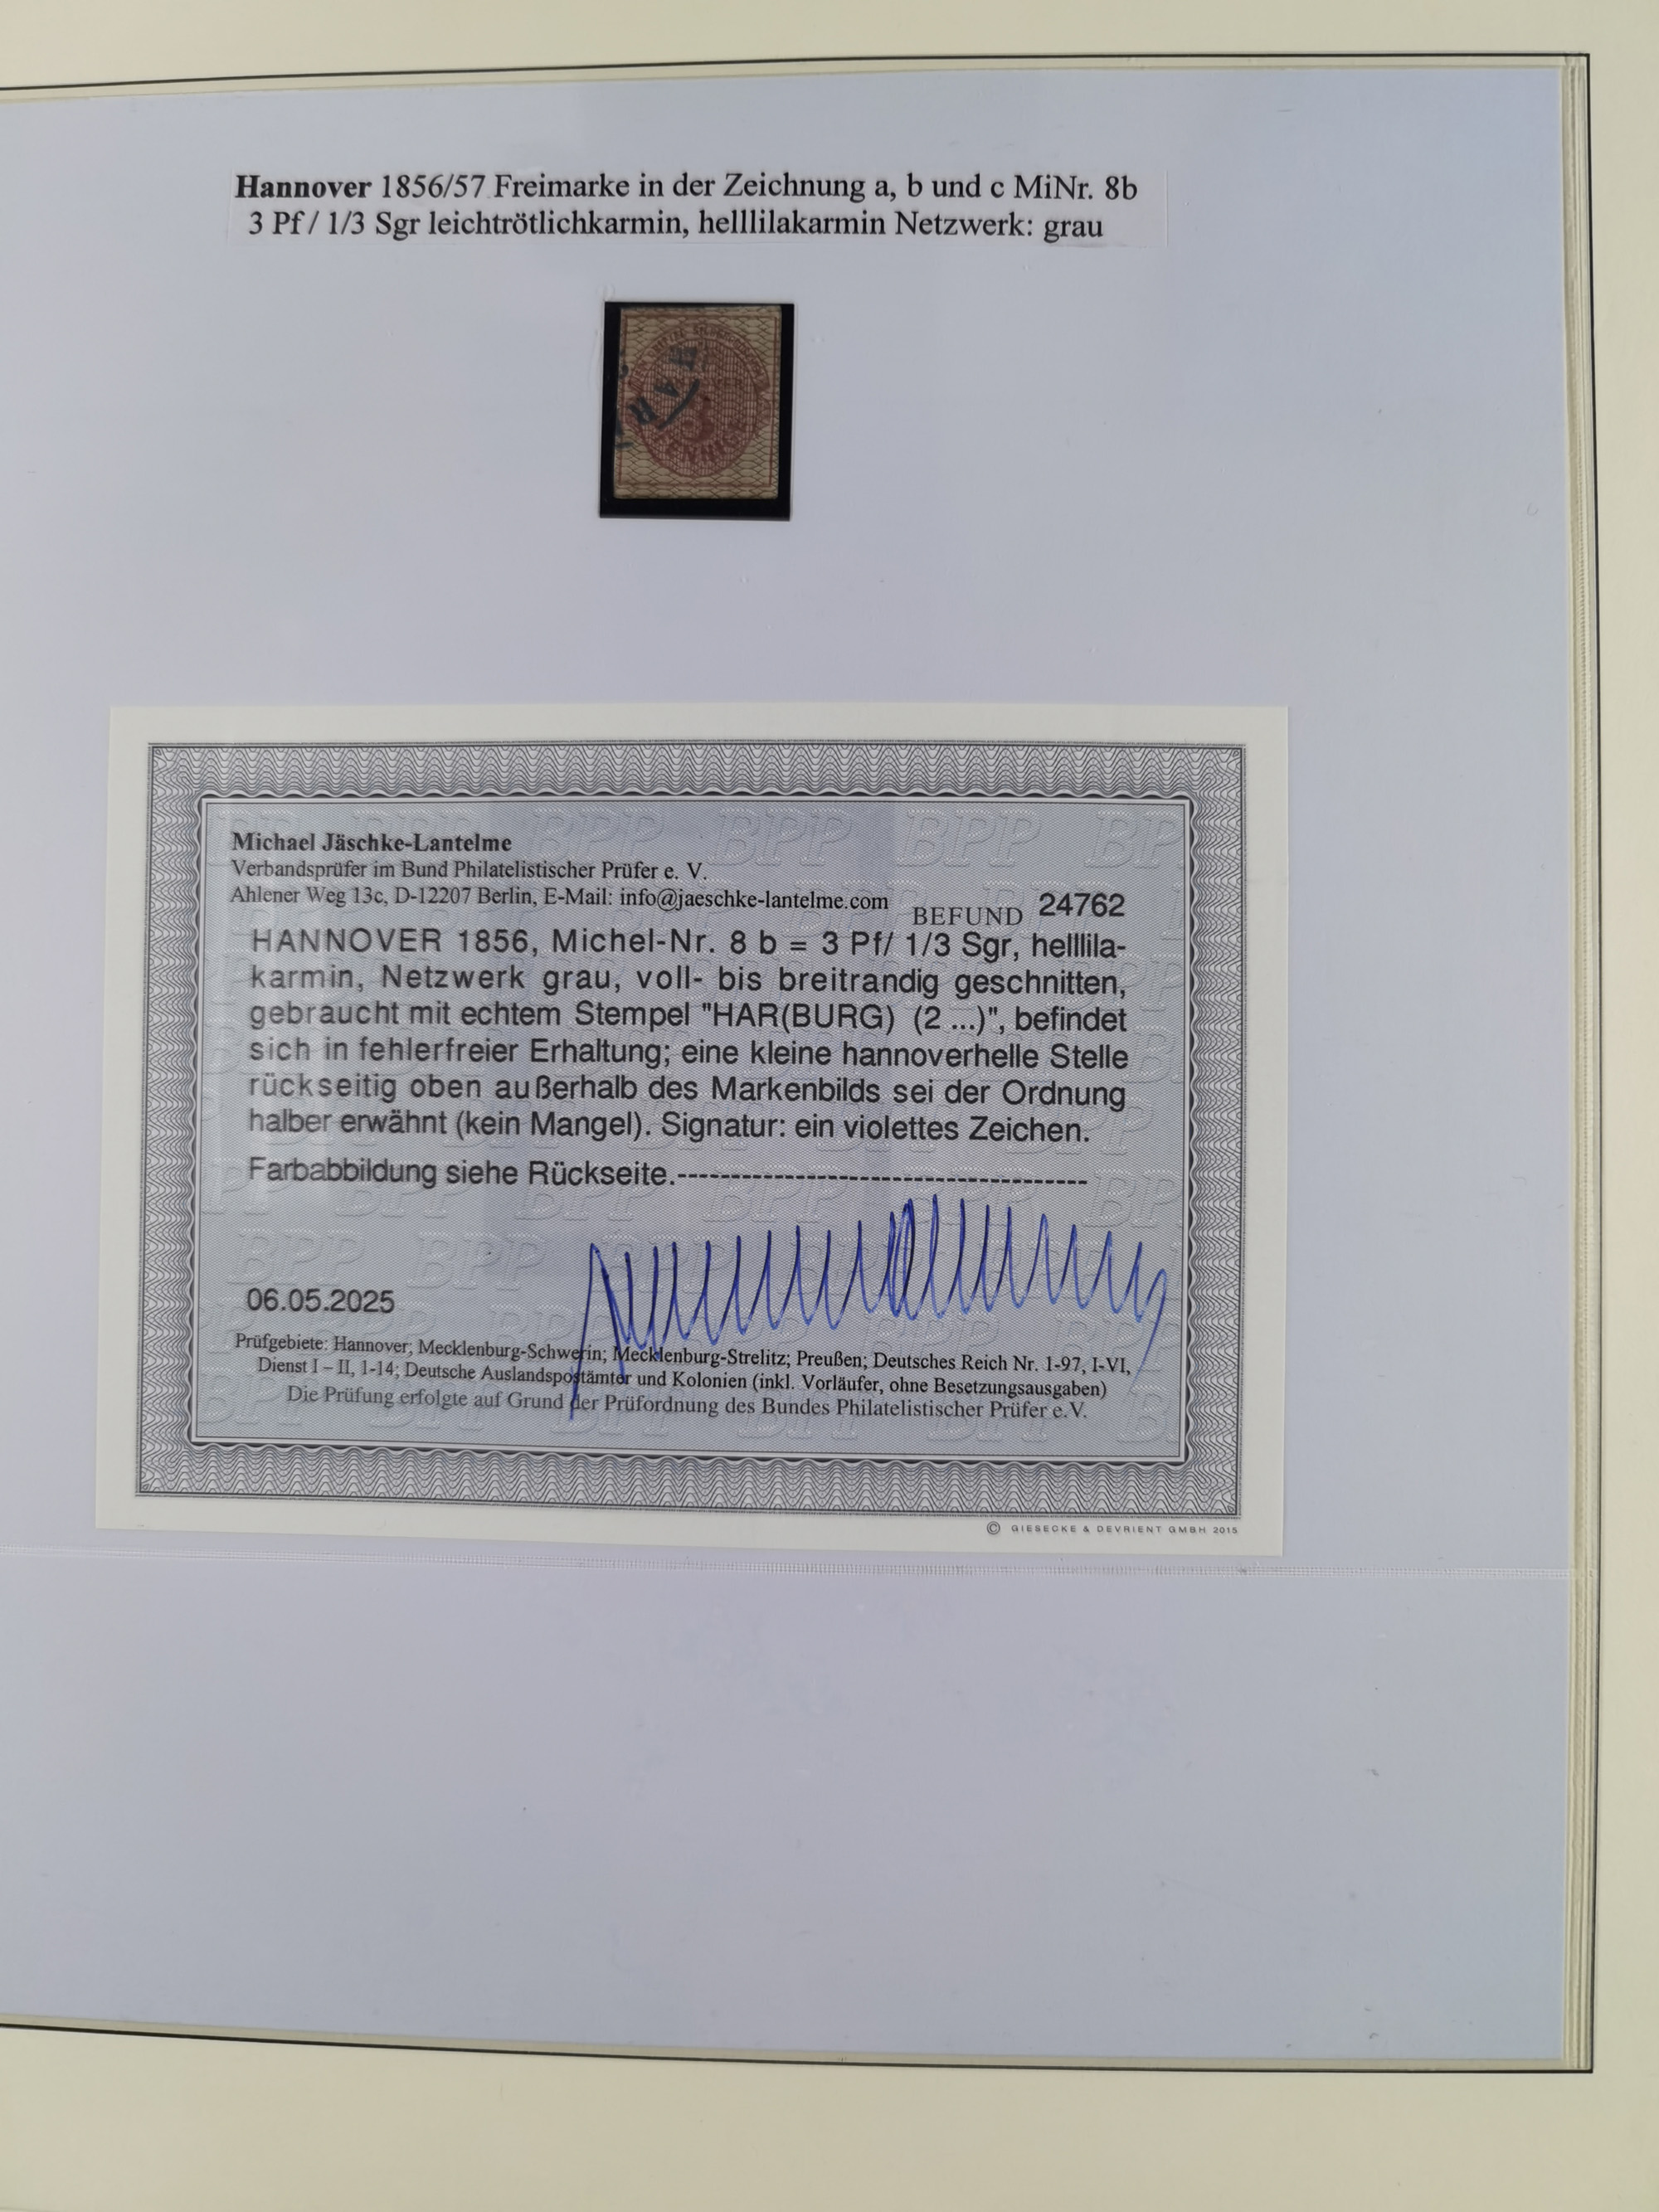 Hannover 1856/57 Freimarke in der Zeichnung a, b und c MiNr. 8b
3 Pf / 1/3 Sgr leichtrötlichkarmin, helllilakarmin Netzwerk: grau
HAR
3
Michael Jäschke-Lantelme
Verbandsprüfer im Bund Philatelistischer Prüfer e. V.
Ahlener Weg 13c, D-12207 Berlin, E-Mail: info@jaeschke-lantelme.com
BEFUND 24762
HANNOVER 1856, Michel-Nr. 8 b = 3 Pf/ 1/3 Sgr, helllila-
karmin, Netzwerk grau, voll- bis breitrandig geschnitten,
gebraucht mit echtem Stempel "HAR(BURG) (2 ...)", befindet
sich in fehlerfreier Erhaltung; eine kleine hannoverhelle Stelle
rückseitig oben außerhalb des Markenbilds sei der Ordnung
halber erwähnt (kein Mangel). Signatur: ein violettes Zeichen.
Farbabbildung siehe Rückseite.--------------------------------------
06.05.2025
Prüfgebiete: Hannover; Mecklenburg-Schwerin; Mecklenburg-Strelitz; Preußen; Deutsches Reich Nr. 1-97, I-VI,
Dienst I – II, 1-14; Deutsche Auslandspostämter und Kolonien (inkl. Vorläufer, ohne Besetzungsausgaben)
Die Prüfung erfolgte auf Grund der Prüfordnung des Bundes Philatelistischer Prüfer e.V.
© GIESECKE & DEVRIENT GMBH 2015